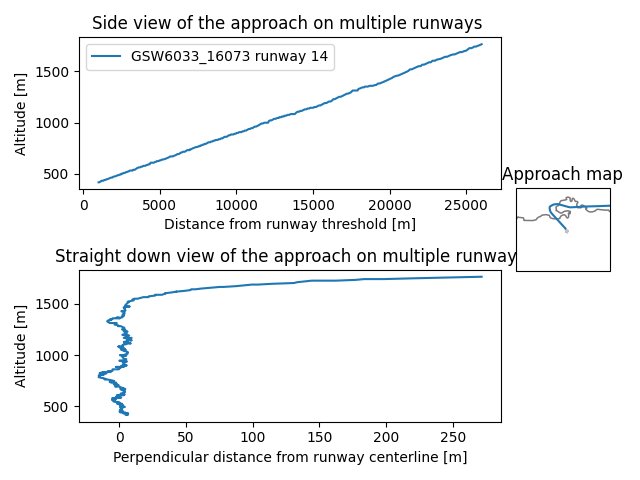 Side view of the approach on multiple runways
GSW6033_16073 runway 14
Altitude [m]
1500
1000
500
0
5000
10000
15000
20000
25000
Distance from runway threshold [m]
Approach map
Straight down view of the approach on multiple runway
Altitude [m]
1500
1000
500
0
50
100
150
200
250
Perpendicular distance from runway centerline [m]